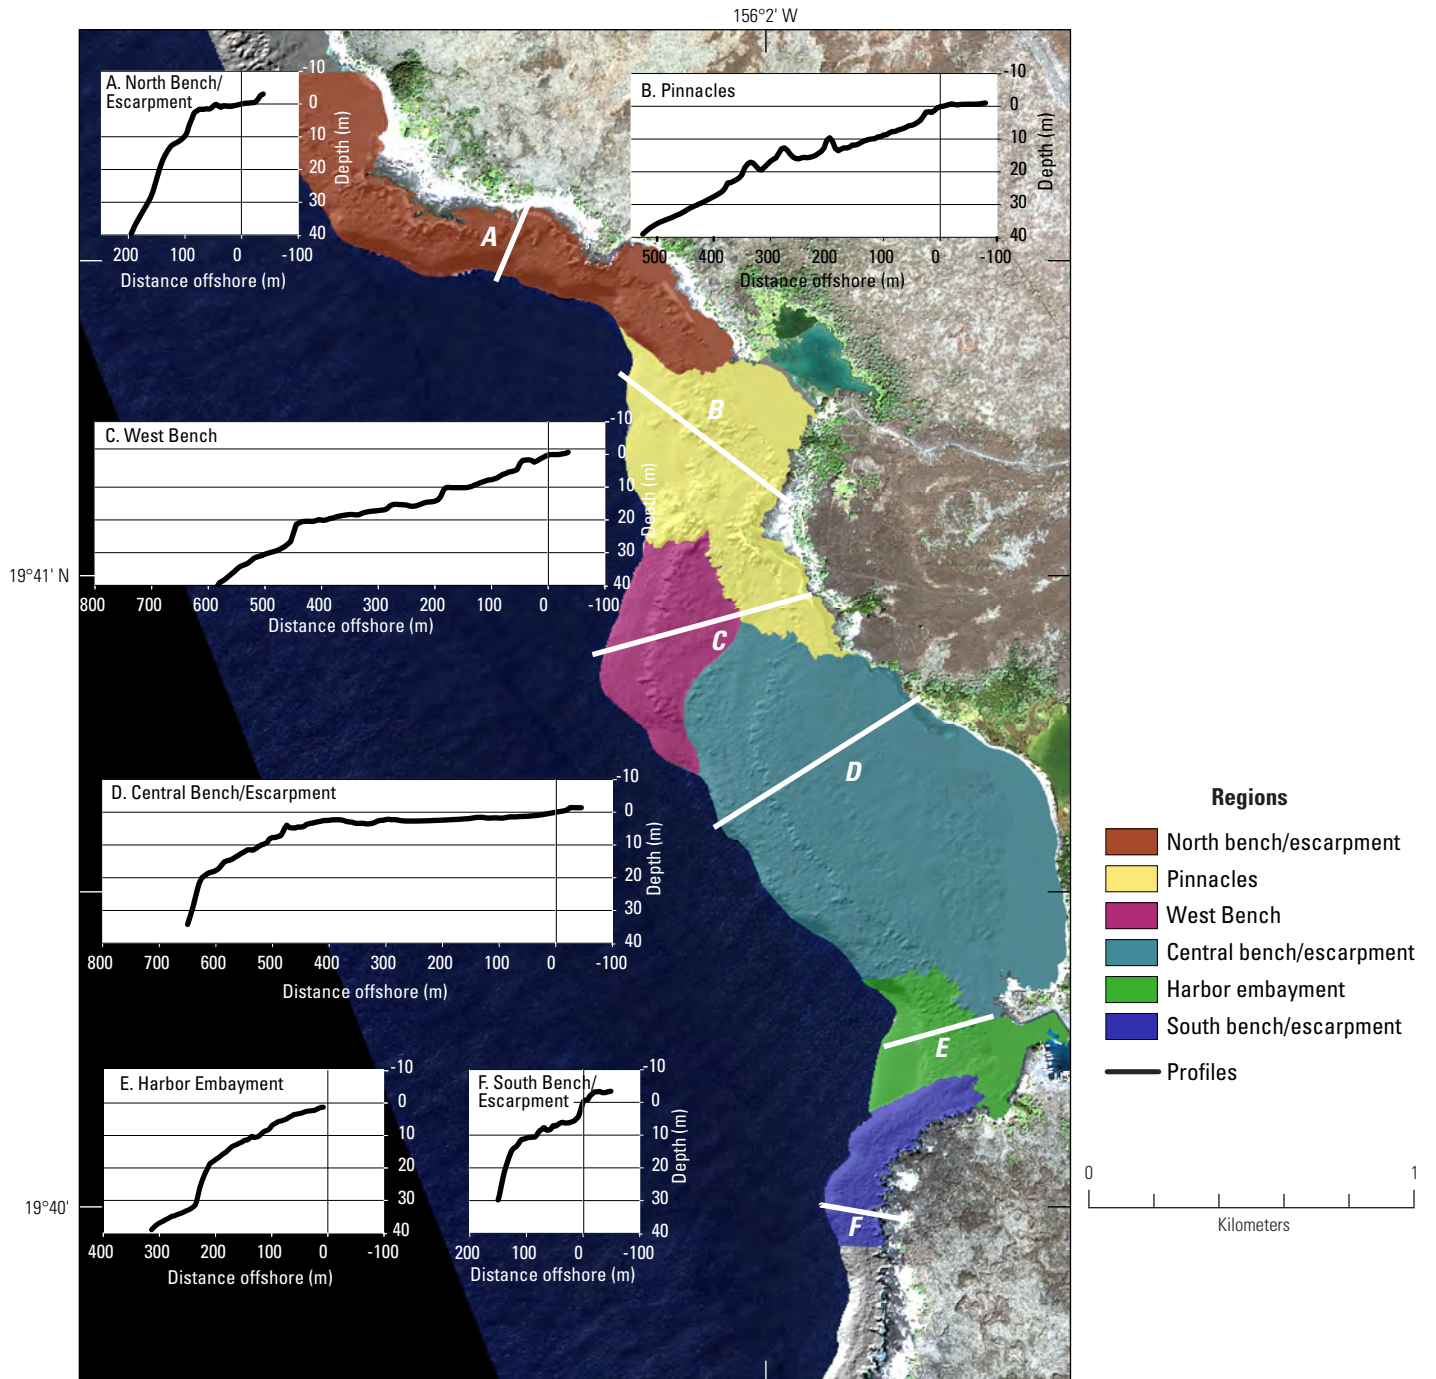 156°2' W
A. North Bench/
Escarpment
-10
0
10
20
30
40
Depth (m)
200 100 0 -100
Distance offshore (m)
B. Pinnacles
-10
0
10
20
30
40
Depth (m)
500 400 300 200 100 0 -100
Distance offshore (m)
A
B
C. West Bench
-10
0
10
20
30
40
Depth (m)
800 700 600 500 400 300 200 100 0 -100
Distance offshore (m)
19°41' N
C
D
D. Central Bench/Escarpment
-10
0
10
20
30
40
Depth (m)
800 700 600 500 400 300 200 100 0 -100
Distance offshore (m)
Regions
North bench/escarpment
Pinnacles
West Bench
Central bench/escarpment
Harbor embayment
South bench/escarpment
Profiles
E
E. Harbor Embayment
-10
0
10
20
30
40
400 300 200 100 0 -100
Distance offshore (m)
F. South Bench/
Escarpment
-10
0
10
20
30
40
Depth (m)
200 100 0 -100
Distance offshore (m)
F
19°40'
0 1
Kilometers